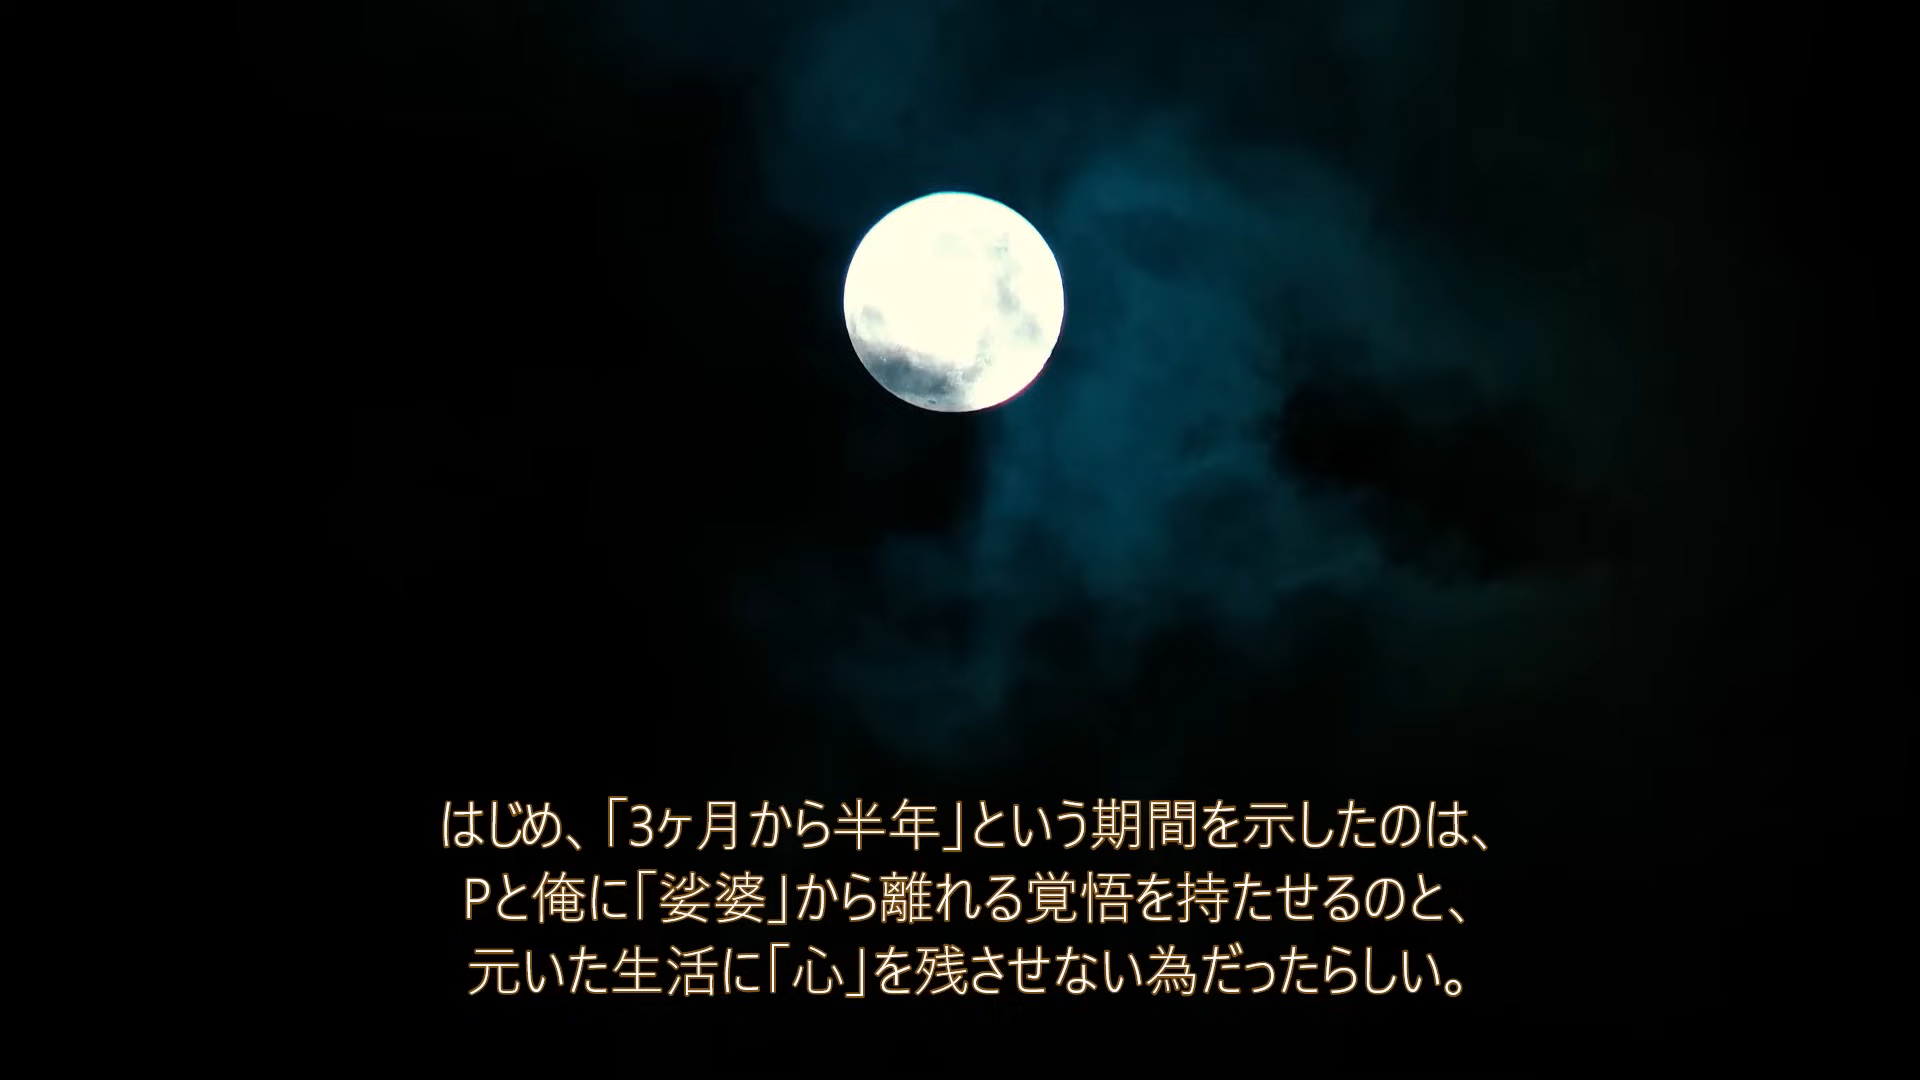 はじめ、「3ヶ月から半年」という期間を示したのは、
Pと俺に「娑婆」から離れる覚悟を持たせるのと、
元いた生活に「心」を残させない為だったらしい。